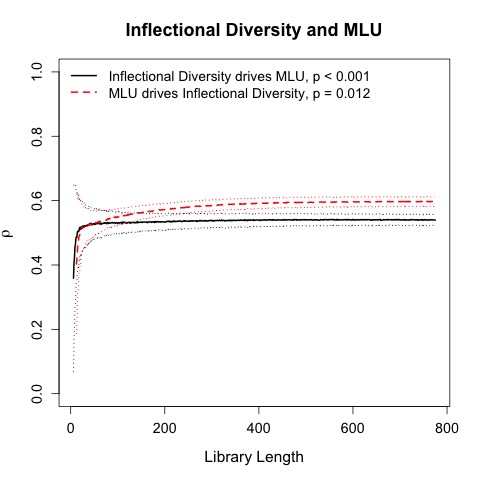 Inflectional Diversity and MLU
Inflectional Diversity drives MLU, p < 0.001
MLU drives Inflectional Diversity, p = 0.012
1.0
0.8
0.6
0.4
0.2
0.0
ρ
0 200 400 600 800
Library Length